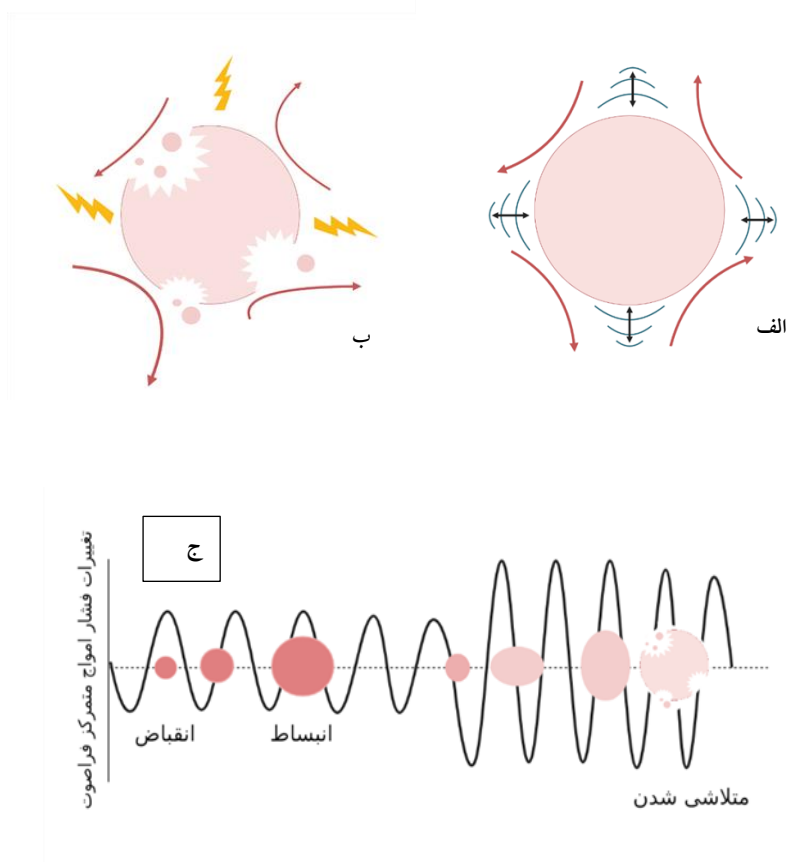 الف
ب
ج
تغییرات فشار امواج متمرکز فراصوت
انقباض
انبساط
متلاشی شدن